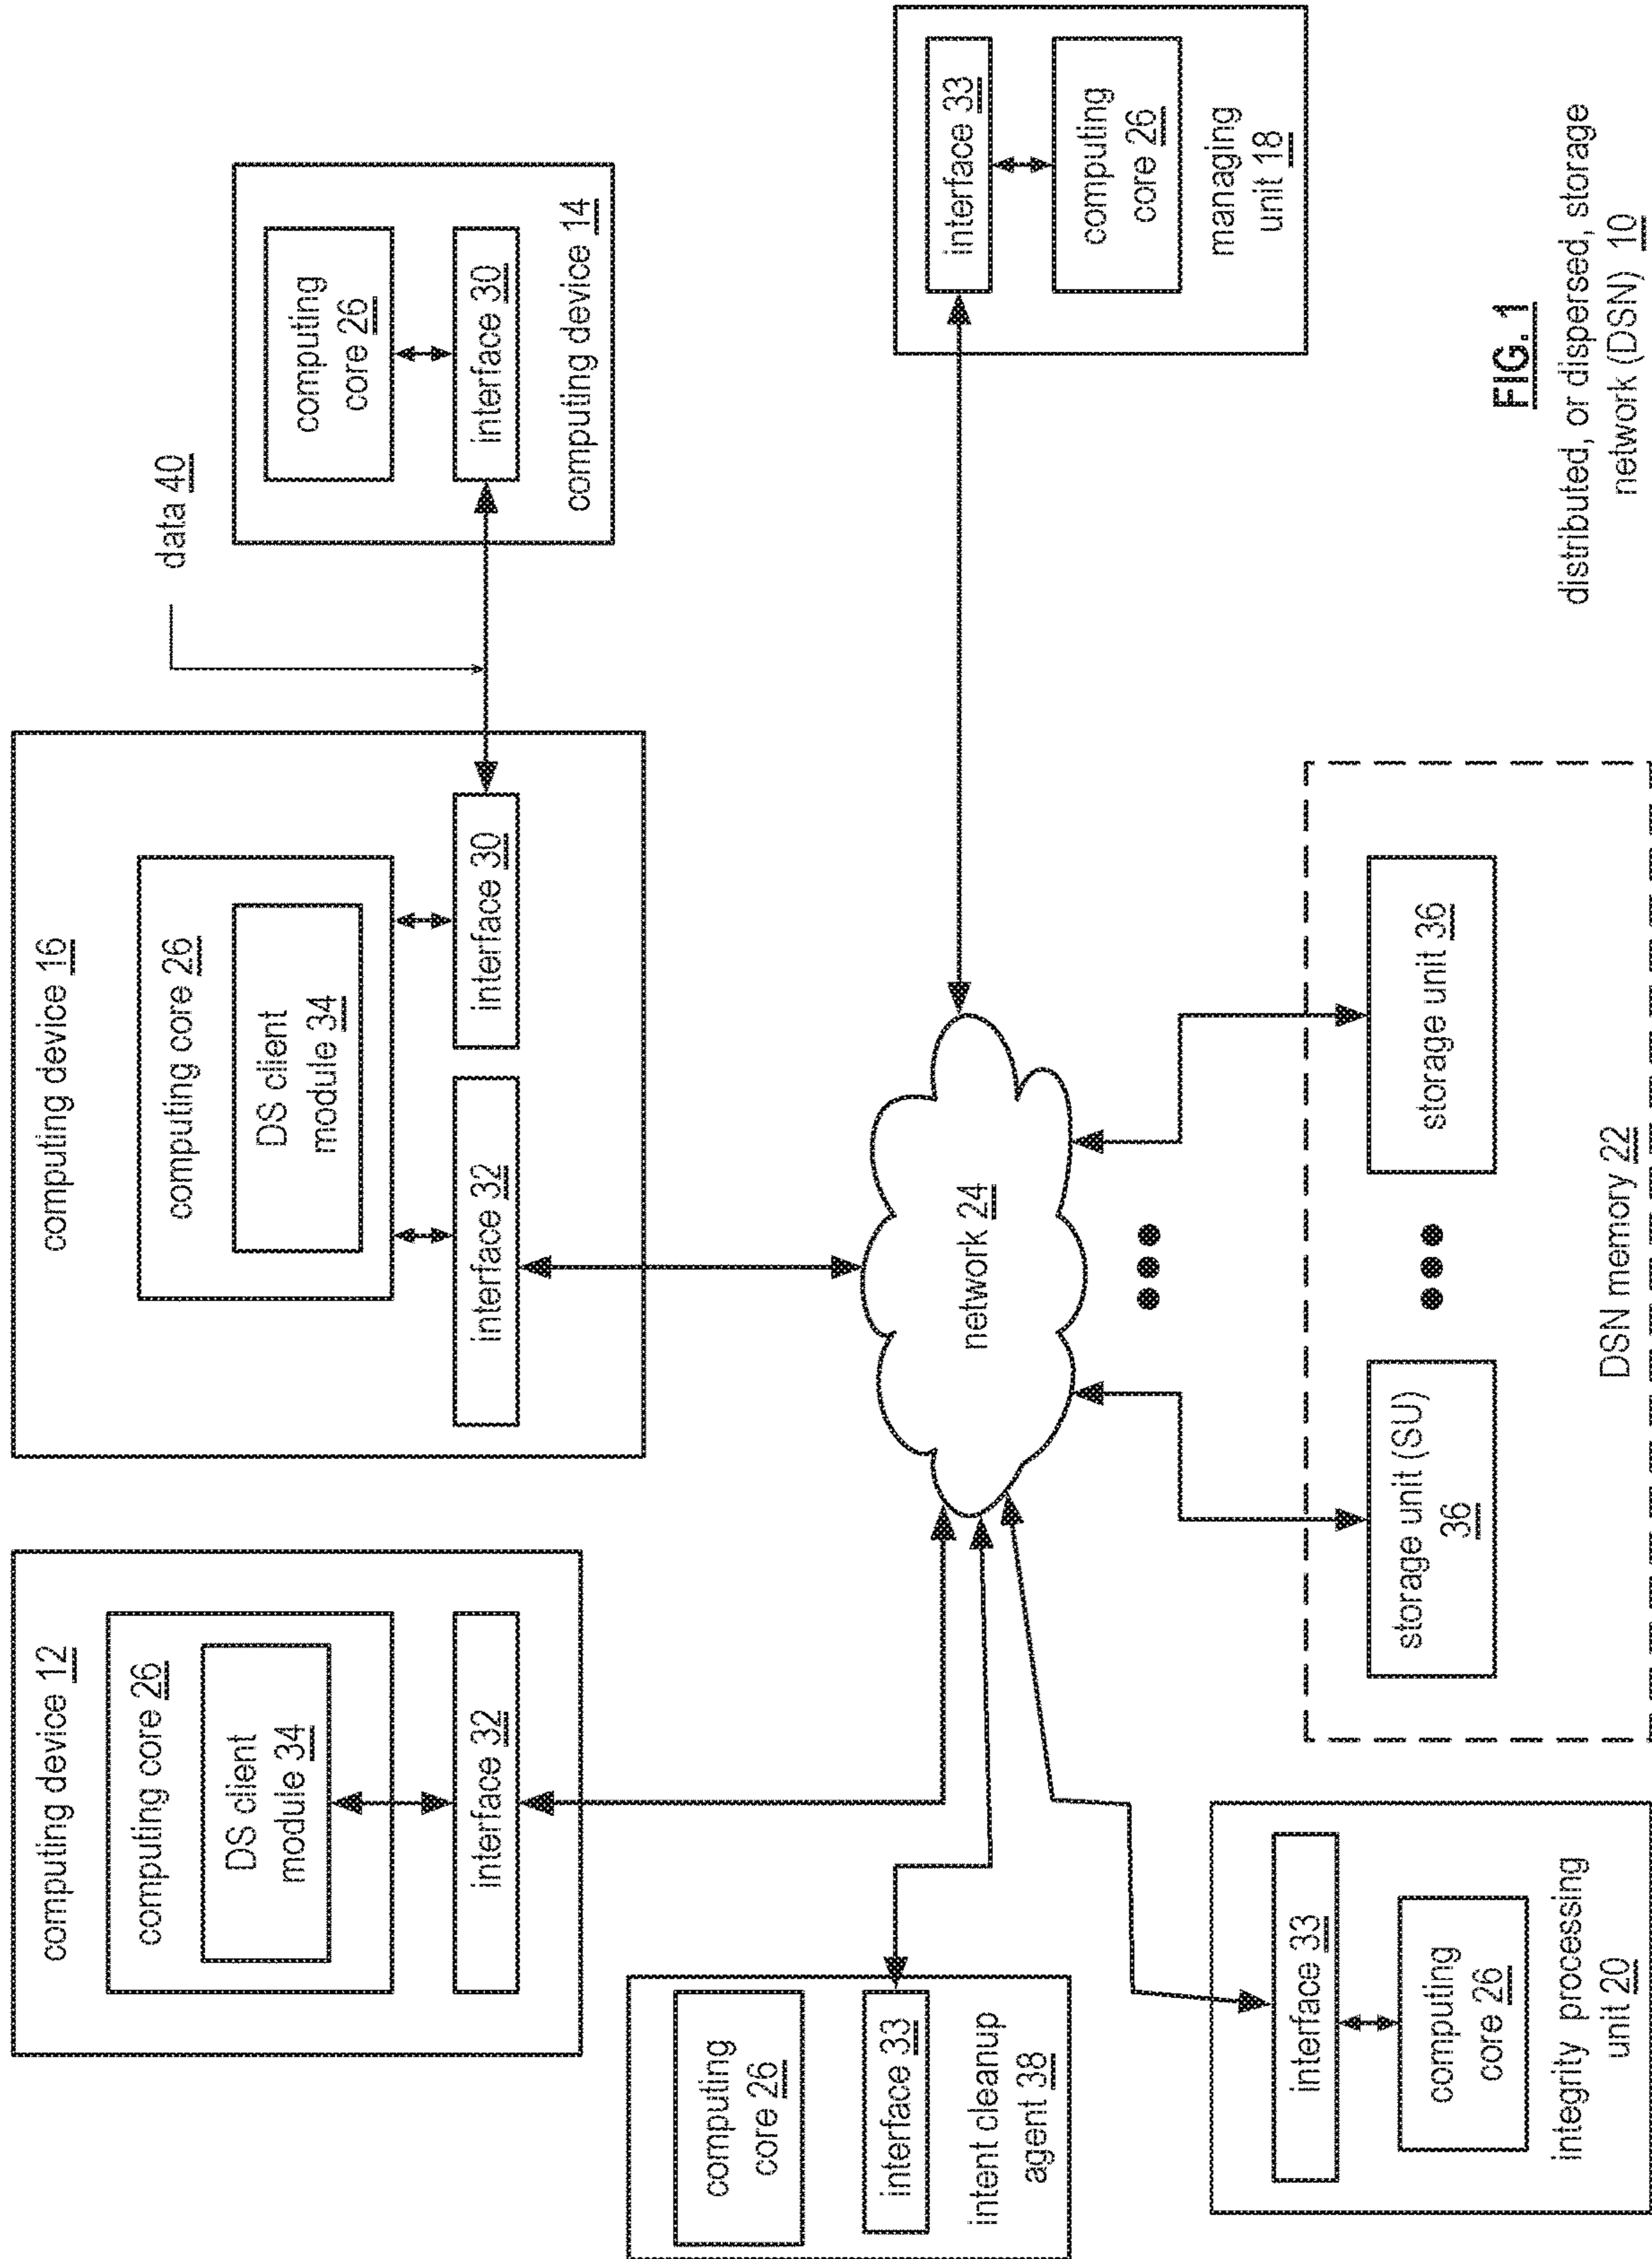 computing device 12
computing core 26
DS client
module 34
interface 32
computing device 16
computing core 26
DS client
module 34
interface 32
interface 30
data 40
computing
core 26
interface 30
computing device 14
computing
core 26
interface 33
intent cleanup
agent 38
network 24
interface 33
computing
core 26
managing
unit 18
interface 33
computing
core 26
integrity processing
unit 20
storage unit (SU)
36
storage unit 36
DSN memory 22
FIG. 1
distributed, or dispersed, storage
network (DSN) 10